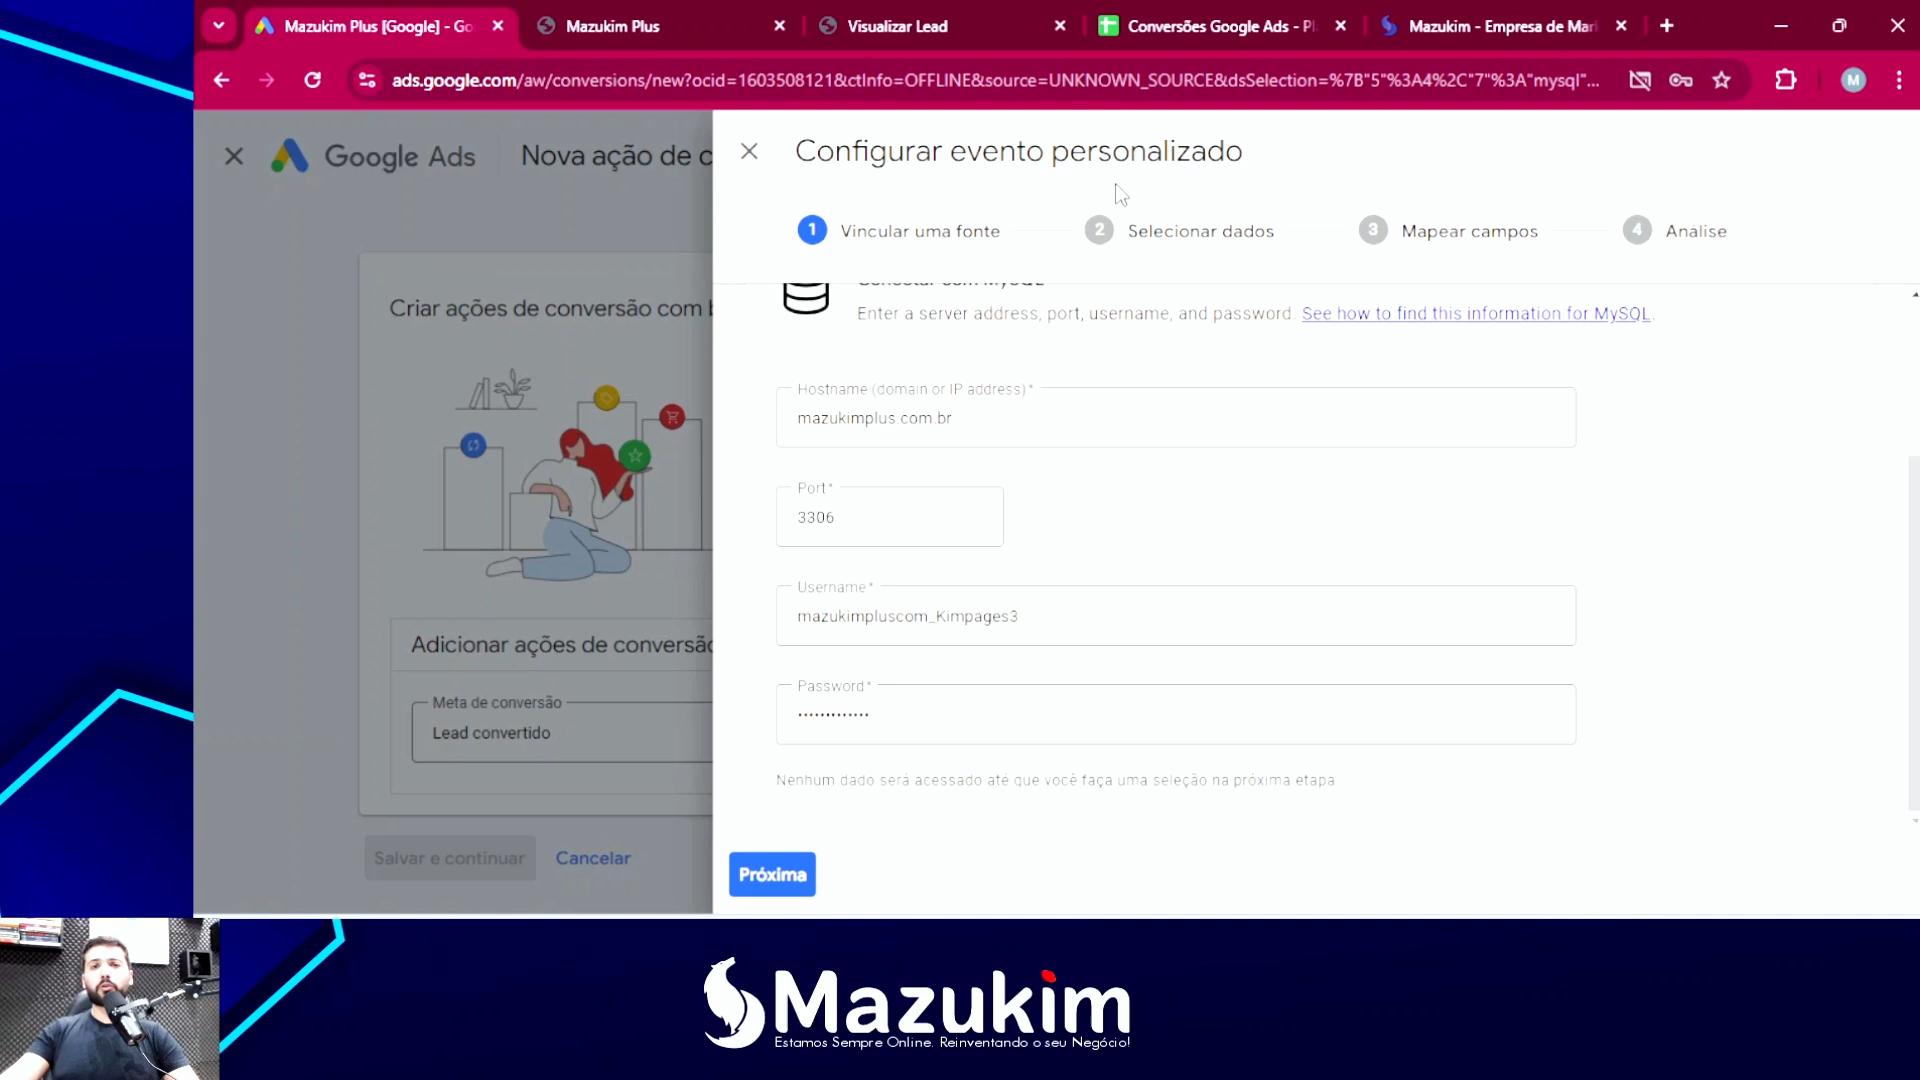 Mazukim Plus [Google] - Go
Mazukim Plus
Visualizar Lead
Conversões Google Ads - Pl
Mazukim - Empresa de Mar
ads.google.com/aw/conversions/new?ocid=1603508121&ctInfo=OFFLINE&source=UNKNOWN_SOURCE&dsSelection=%7B"5"%3A4%2C"7"%3A"mysql"...
M
Google Ads
Nova ação de c
Configurar evento personalizado
1 Vincular uma fonte
2 Selecionar dados
3 Mapear campos
4 Análise
Criar ações de conversão com
Conectar com MySQL
Enter a server address, port, username, and password. See how to find this information for MySQL.
Hostname (domain or IP address)*
mazukimplus.com.br
Port*
3306
Username*
mazukimpluscom_Kimpages3
Password*
•••••••••••••
Nenhum dado será acessado até que você faça uma seleção na próxima etapa
Adicionar ações de conversão
Meta de conversão
Lead convertido
Salvar e continuar
Cancelar
Próxima
Mazukim
Estamos Sempre Online. Reinventando o seu Negócio!